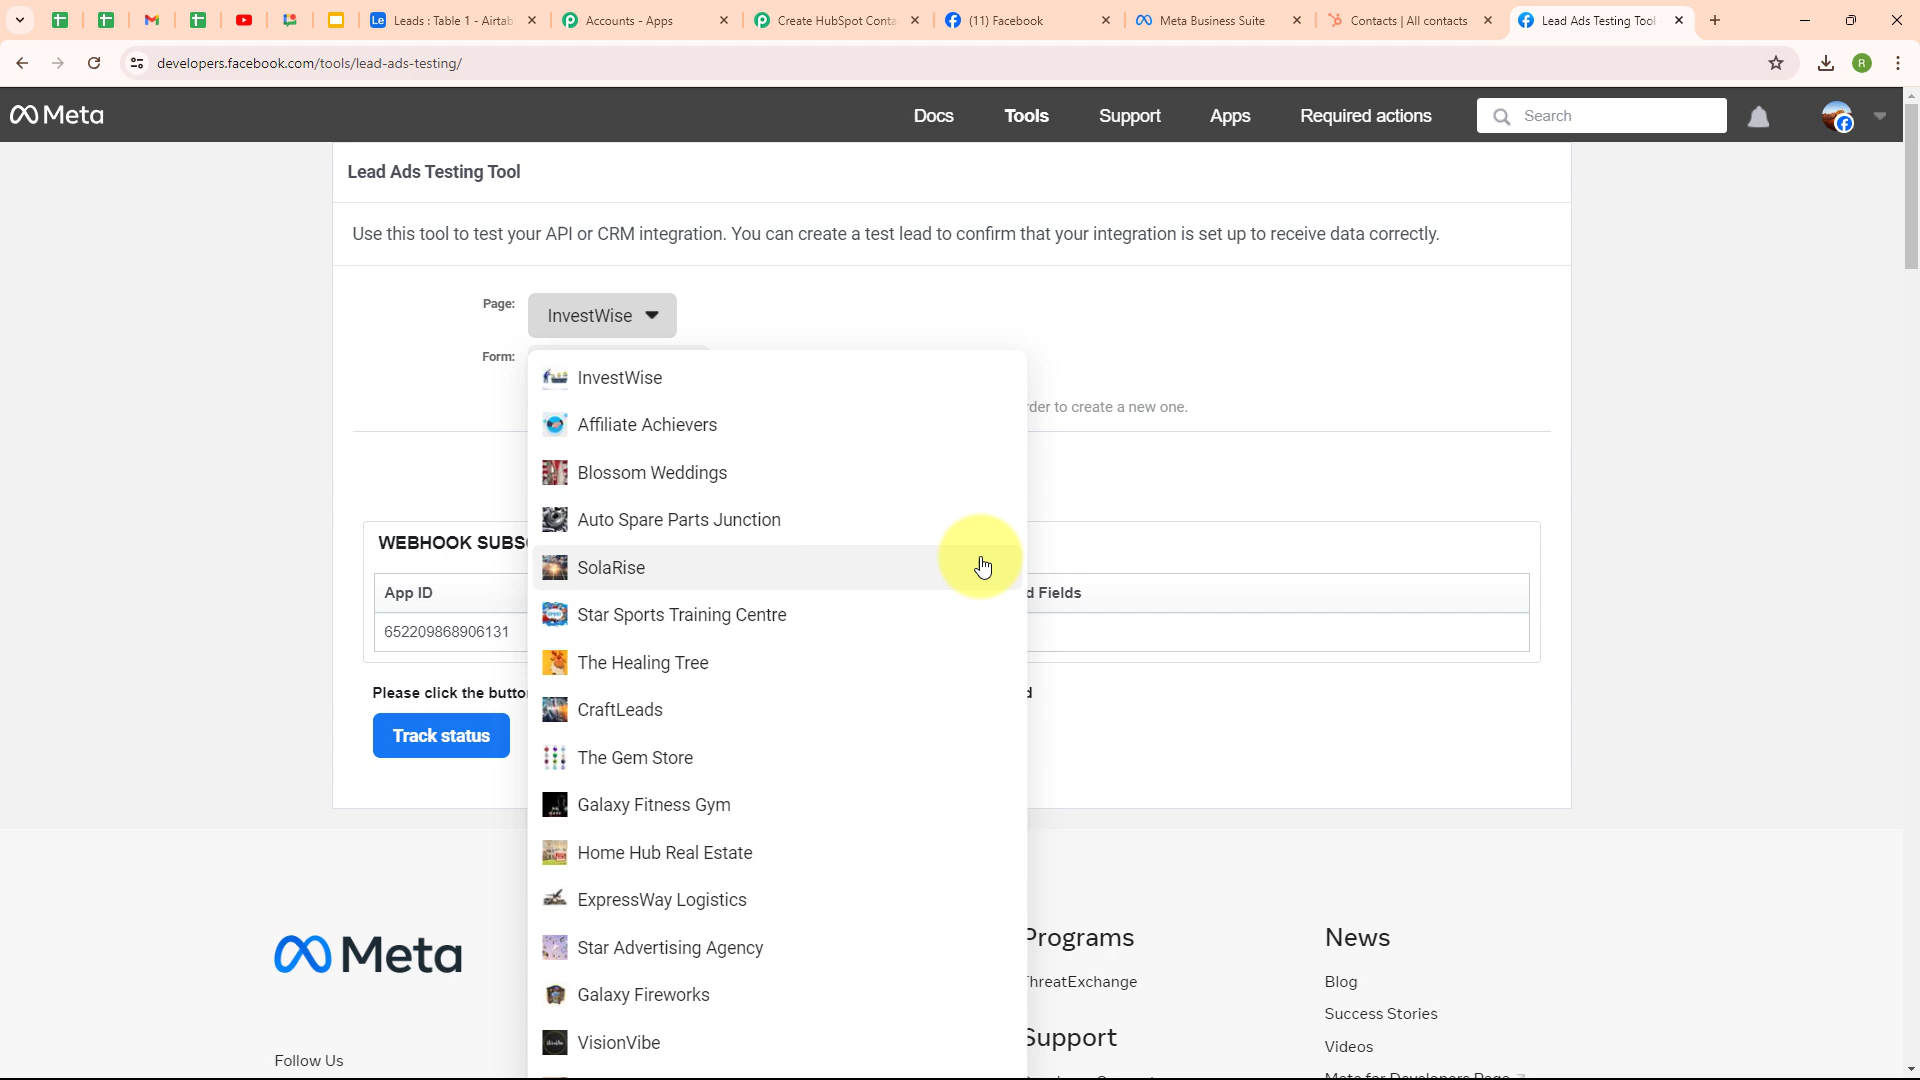 Leads : Table 1 - Airtab
Accounts - Apps
Create HubSpot Conta
(11) Facebook
Meta Business Suite
Contacts | All contacts
Lead Ads Testing Tool
developers.facebook.com/tools/lead-ads-testing/
R
Meta
Docs
Tools
Support
Apps
Required actions
Search
Lead Ads Testing Tool
Use this tool to test your API or CRM integration. You can create a test lead to confirm that your integration is set up to receive data correctly.
Page:
InvestWise
Form:
InvestWise
Affiliate Achievers
rder to create a new one.
Blossom Weddings
Auto Spare Parts Junction
WEBHOOK SUBS
SolaRise
App ID
d Fields
Star Sports Training Centre
652209868906131
The Healing Tree
Please click the butto
d
CraftLeads
Track status
The Gem Store
Galaxy Fitness Gym
Home Hub Real Estate
ExpressWay Logistics
Star Advertising Agency
Galaxy Fireworks
VisionVibe
Meta
Programs
News
ThreatExchange
Blog
Success Stories
Support
Videos
Follow Us
Meta for Developers Page